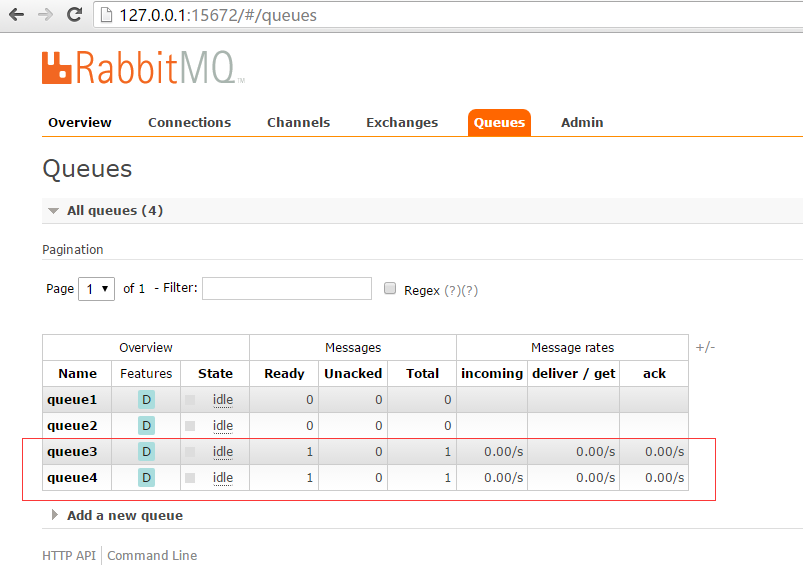 127.0.0.1:15672/#/queues
RabbitMQ TM
Overview Connections Channels Exchanges Queues Admin
Queues
All queues (4)
Pagination
Page 1 of 1 - Filter: Regex (?)(?)
Overview Messages Message rates +/-
Name Features State Ready Unacked Total incoming deliver / get ack
queue1 D idle 0 0 0
queue2 D idle 0 0 0
queue3 D idle 1 0 1 0.00/s 0.00/s 0.00/s
queue4 D idle 1 0 1 0.00/s 0.00/s 0.00/s
Add a new queue
HTTP API Command Line